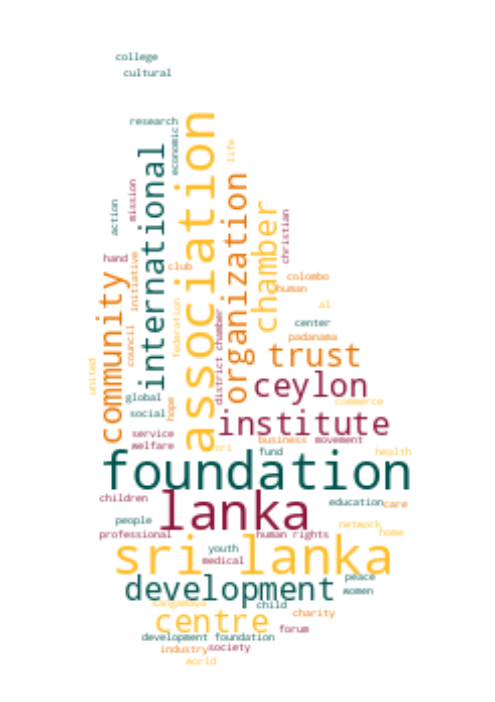 college
cultural
research
economic
association
life
international
mission
action
organization
chamber
christian
hand
initiative
club
community
colombo
human
council
federation
al
district chamber
center
padanama
trust
united
global
hope
ceylon
commerce
social
institute
service
welfare
sri
business
movement
fund
health
foundation
children
lanka
education
care
people
network
professional
human rights
home
sri lanka
youth
medical
peace
development
women
sangamaya
child
charity
centre
forum
development foundation
industry
society
world